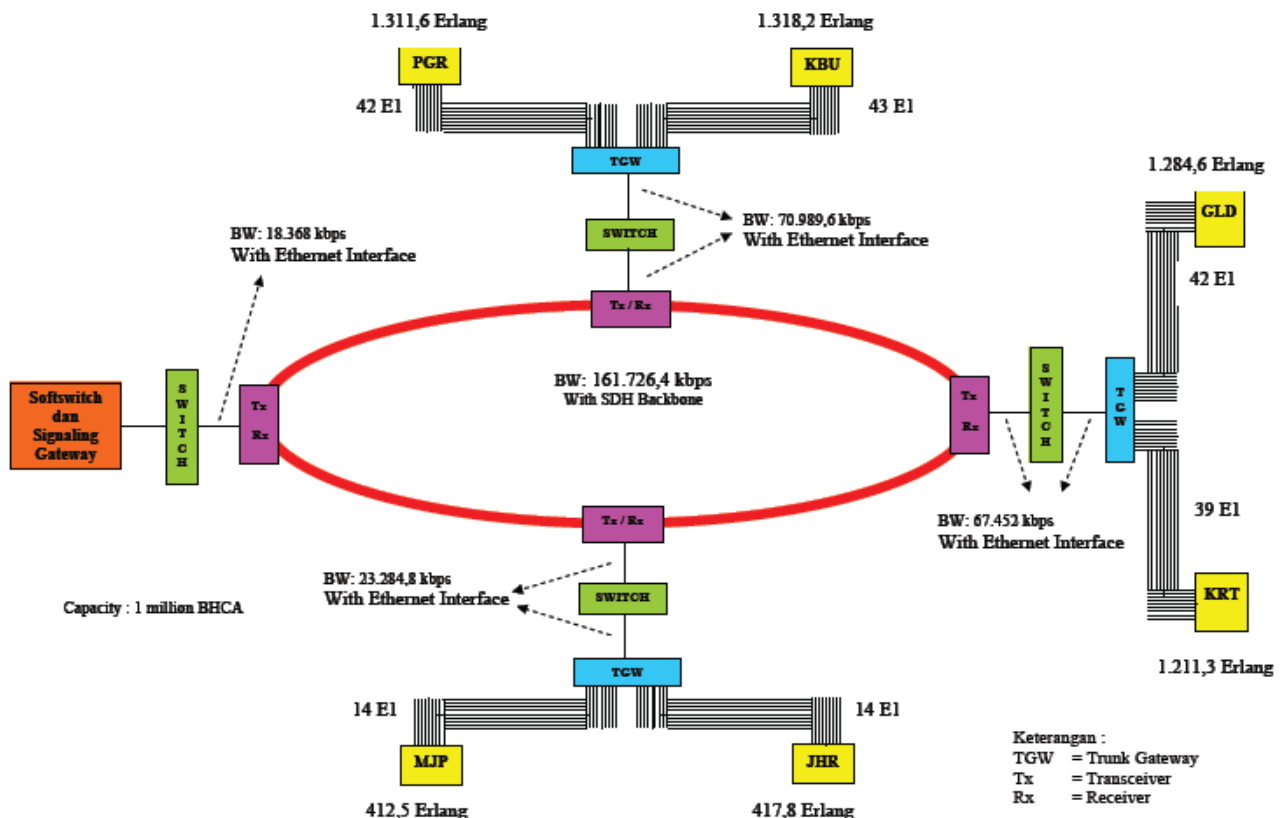 1.311,6 Erlang
1.318,2 Erlang
PGR
KBU
42 E1
43 E1
TGW
1.284,6 Erlang
GLD
BW: 18.368 kbps
With Ethernet Interface
SWITCH
BW: 70.989,6 kbps
With Ethernet Interface
42 E1
Tx / Rx
Softswitch
dan
Signaling
Gateway
SWITCH
Tx
Rx
BW: 161.726,4 kbps
With SDH Backbone
Tx
Rx
SWITCH
TGW
Tx / Rx
39 E1
BW: 67.452 kbps
With Ethernet Interface
BW: 23.284,8 kbps
With Ethernet Interface
SWITCH
Capacity : 1 million BHCA
KRT
TGW
1.211,3 Erlang
14 E1
14 E1
MJP
JHR
412,5 Erlang
417,8 Erlang
Keterangan :
TGW = Trunk Gateway
Tx = Transceiver
Rx = Receiver